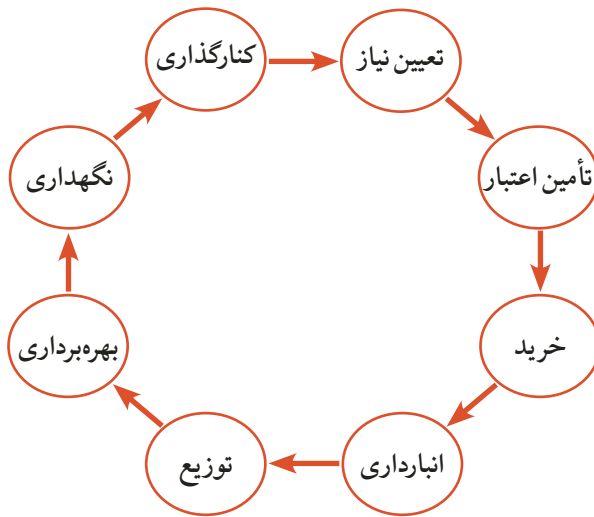 تعیین نیاز
تأمین اعتبار
خرید
انبارداری
توزیع
بهره‌برداری
نگهداری
کنارگذاری